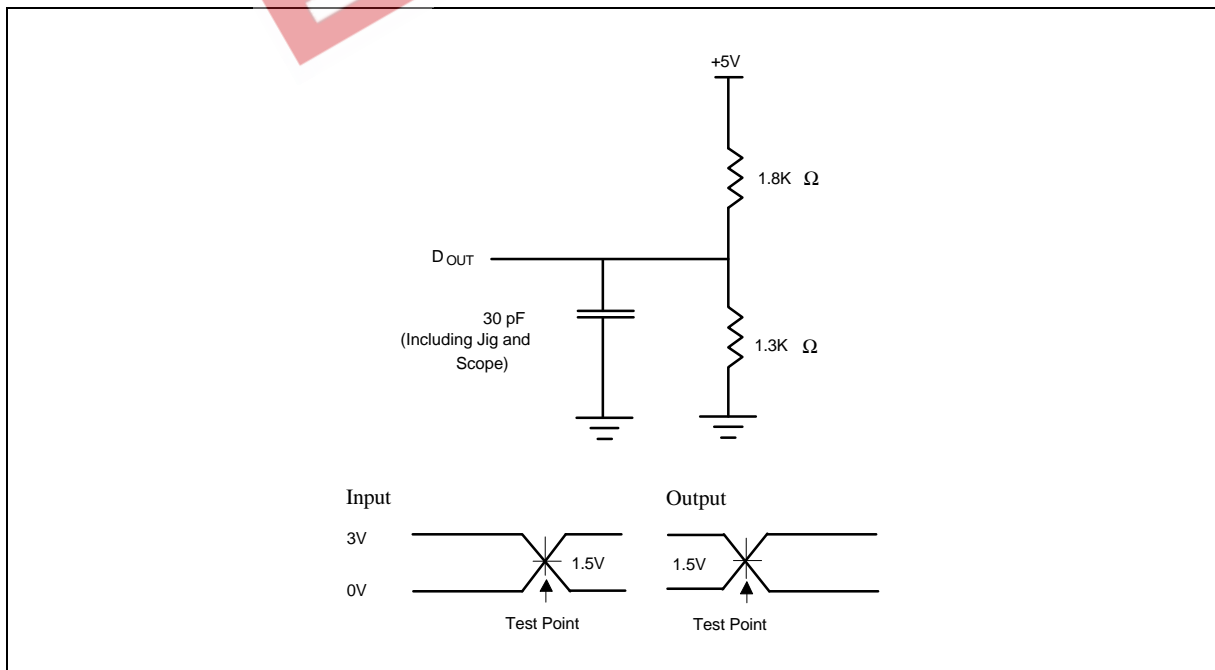 +5V
1.8K Ω
D OUT
30 pF
(Including Jig and
Scope)
1.3K Ω
Input
Output
3V
1.5V
1.5V
0V
Test Point
Test Point